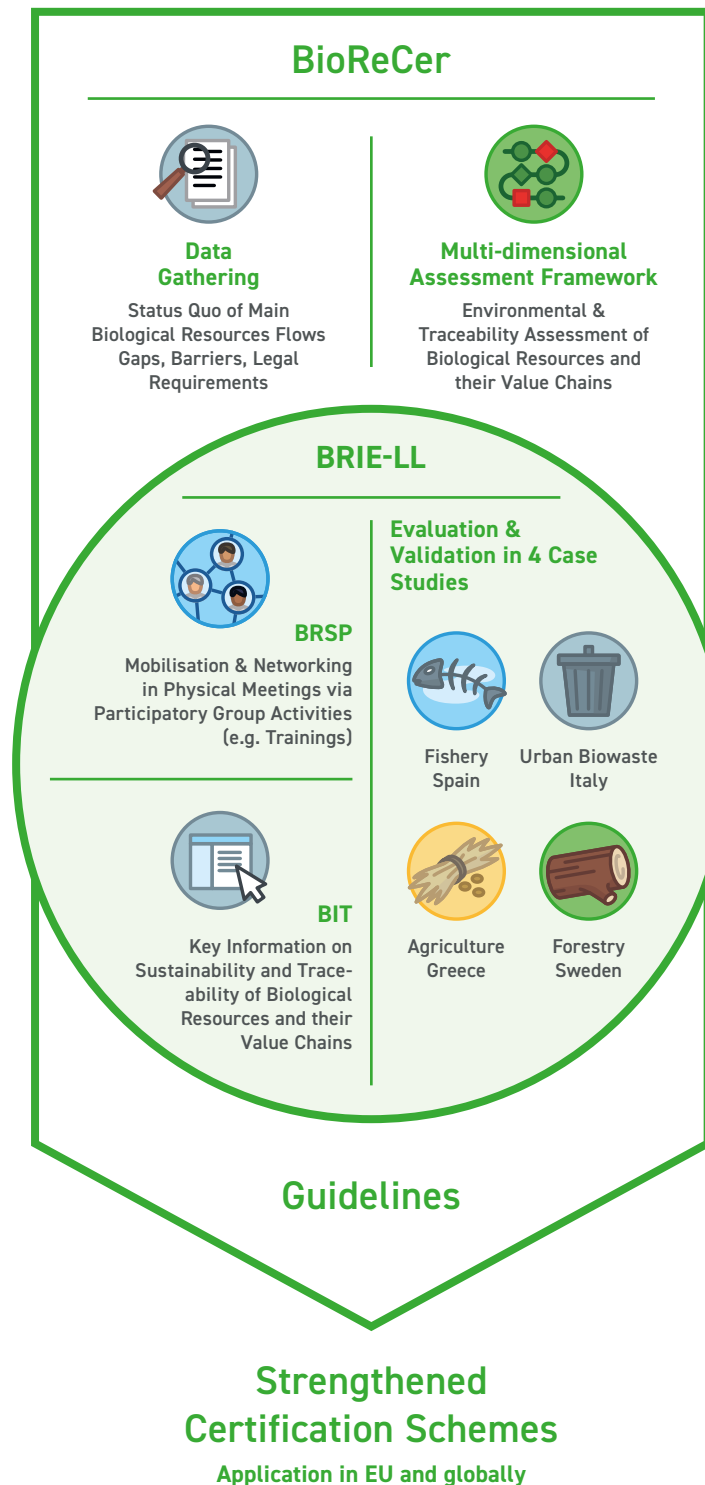 BioReCer
Data
Gathering
Status Quo of Main
Biological Resources Flows
Gaps, Barriers, Legal
Requirements
Multi-dimensional
Assessment Framework
Environmental &
Traceability Assessment of
Biological Resources and
their Value Chains
BRIE-LL
BRSP
Mobilisation & Networking
in Physical Meetings via
Participatory Group Activities
(e.g. Trainings)
BIT
Key Information on
Sustainability and Trace-
ability of Biological
Resources and their
Value Chains
Evaluation &
Validation in 4 Case
Studies
Fishery
Spain
Urban Biowaste
Italy
Agriculture
Greece
Forestry
Sweden
Guidelines
Strengthened
Certification Schemes
Application in EU and globally